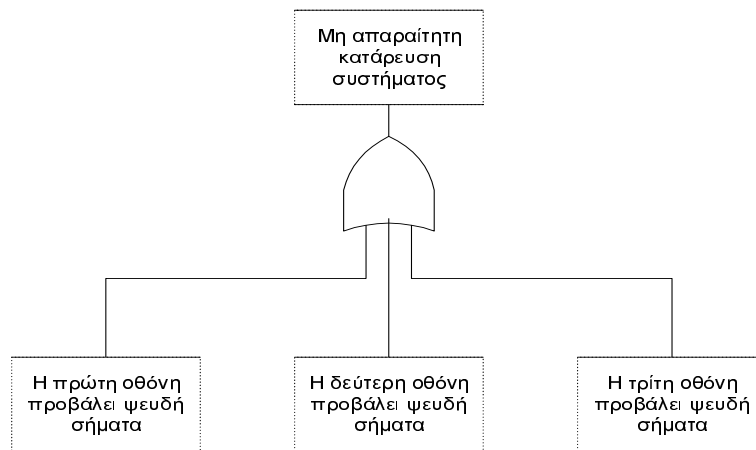 Μη απαραίτητη
κατάρευση
συστήματος
Η πρώτη οθόνη
προβάλει ψευδή
σήματα
Η δεύτερη οθόνη
προβάλει ψευδή
σήματα
Η τρίτη οθόνη
προβάλει ψευδή
σήματα